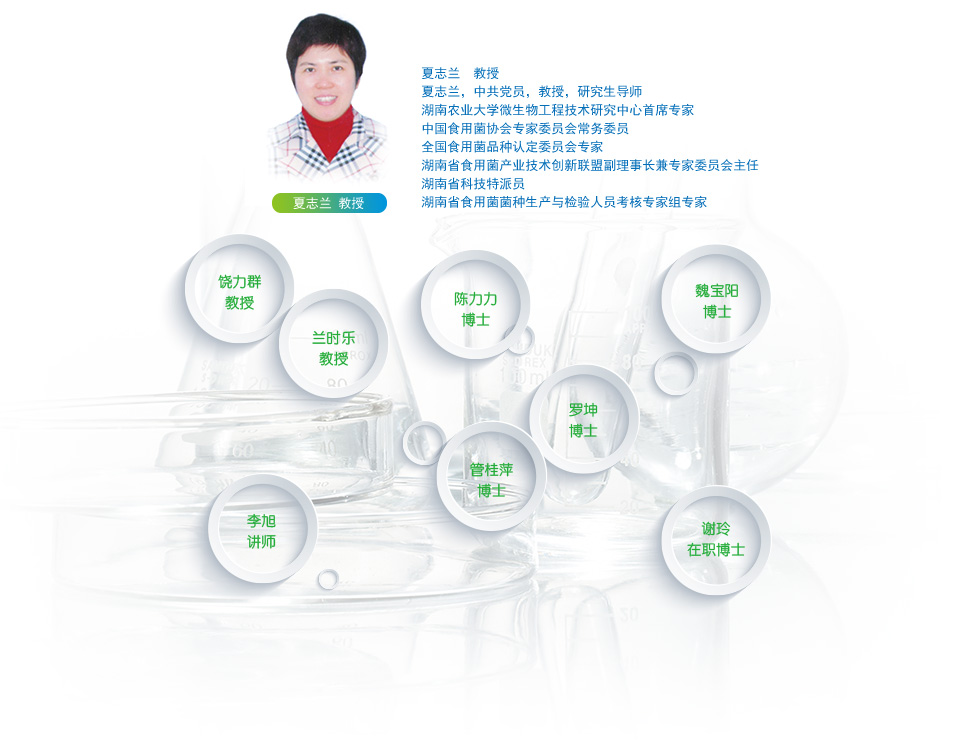 夏志兰 教授
夏志兰，中共党员，教授，研究生导师
湖南农业大学微生物工程技术研究中心首席专家
中国食用菌协会专家委员会常务委员
全国食用菌品种认定委员会专家
湖南省食用菌产业技术创新联盟副理事长兼专家委员会主任
湖南省科技特派员
湖南省食用菌菌种生产与检验人员考核专家组专家
夏志兰 教授
饶力群
教授
兰时乐
教授
陈力力
博士
魏宝阳
博士
罗坤
博士
管桂萍
博士
李旭
讲师
谢玲
在职博士
20
80
60
40
20